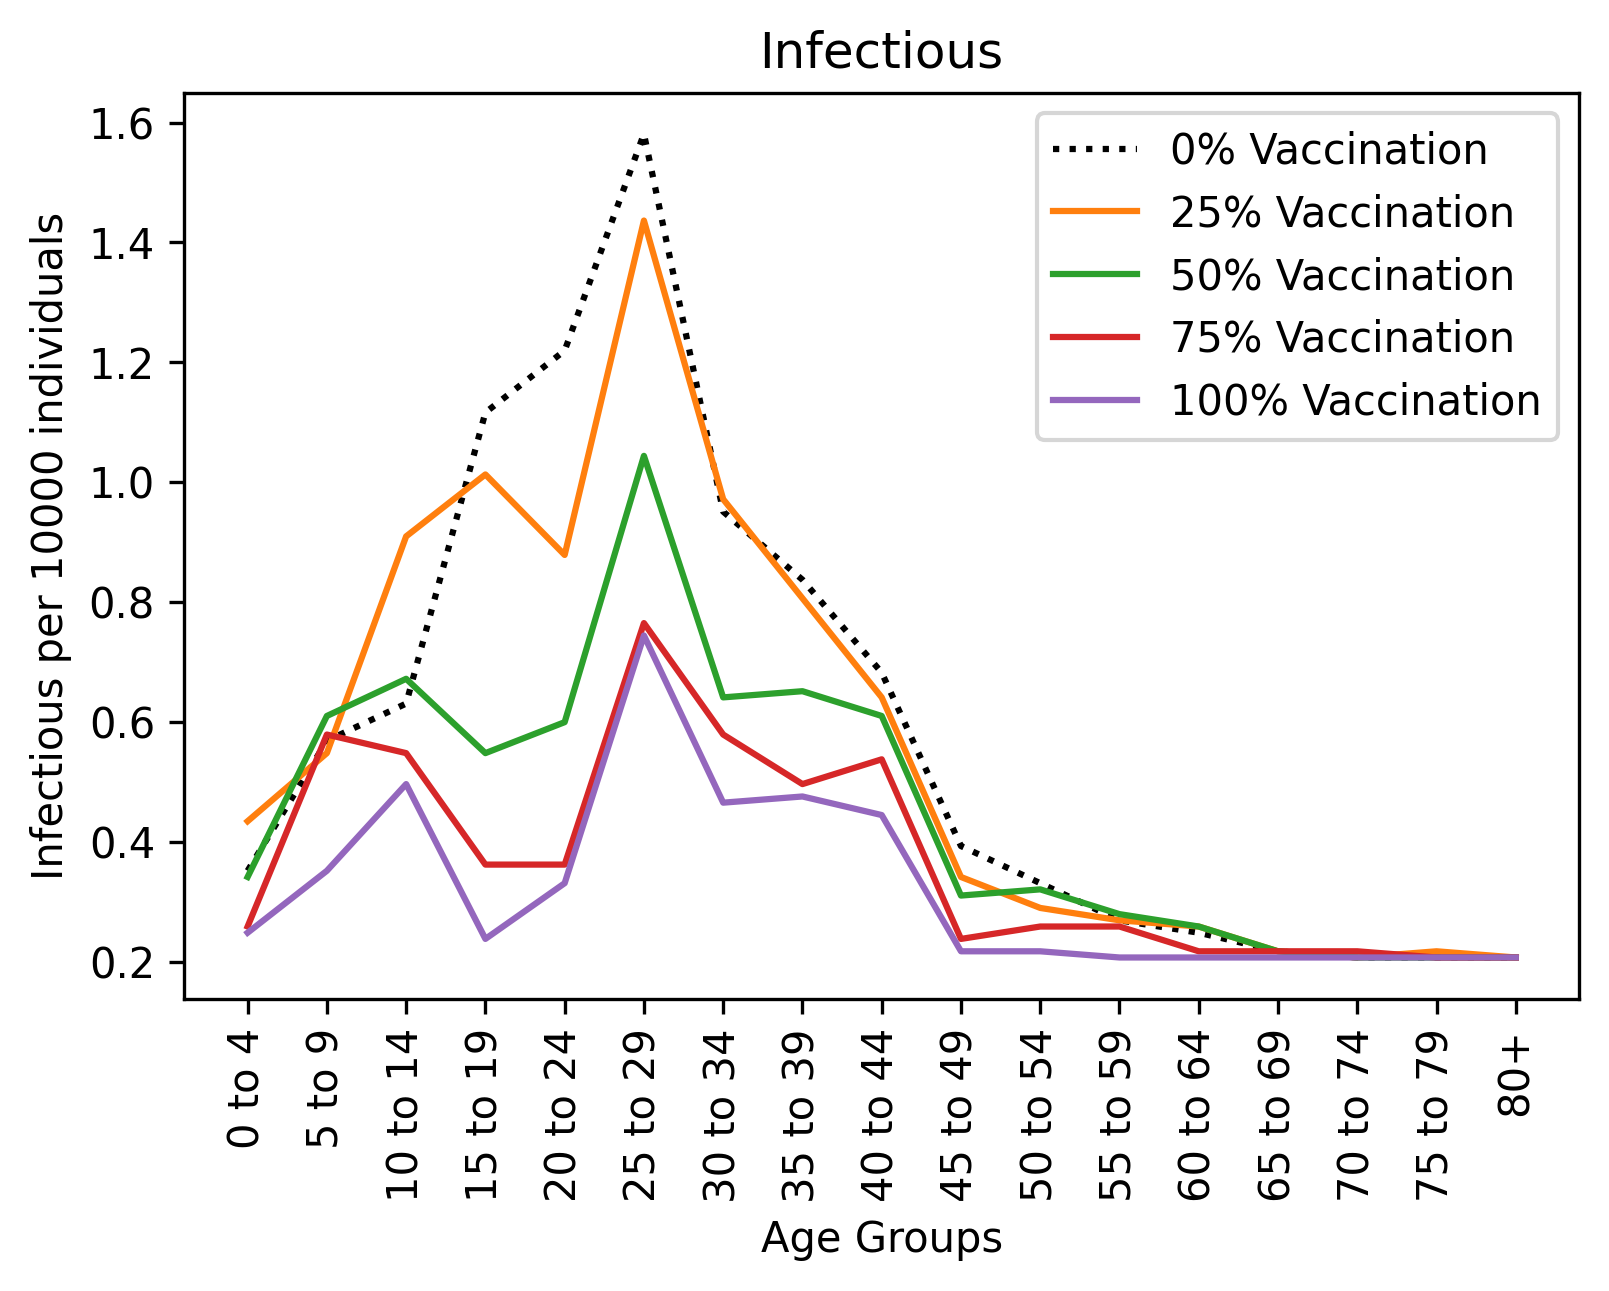 Infectious
Infectious per 10000 individuals
1.6
1.4
1.2
1.0
0.8
0.6
0.4
0.2
0% Vaccination
25% Vaccination
50% Vaccination
75% Vaccination
100% Vaccination
0 to 4
5 to 9
10 to 14
15 to 19
20 to 24
25 to 29
30 to 34
35 to 39
40 to 44
45 to 49
50 to 54
55 to 59
60 to 64
65 to 69
70 to 74
75 to 79
80+
Age Groups